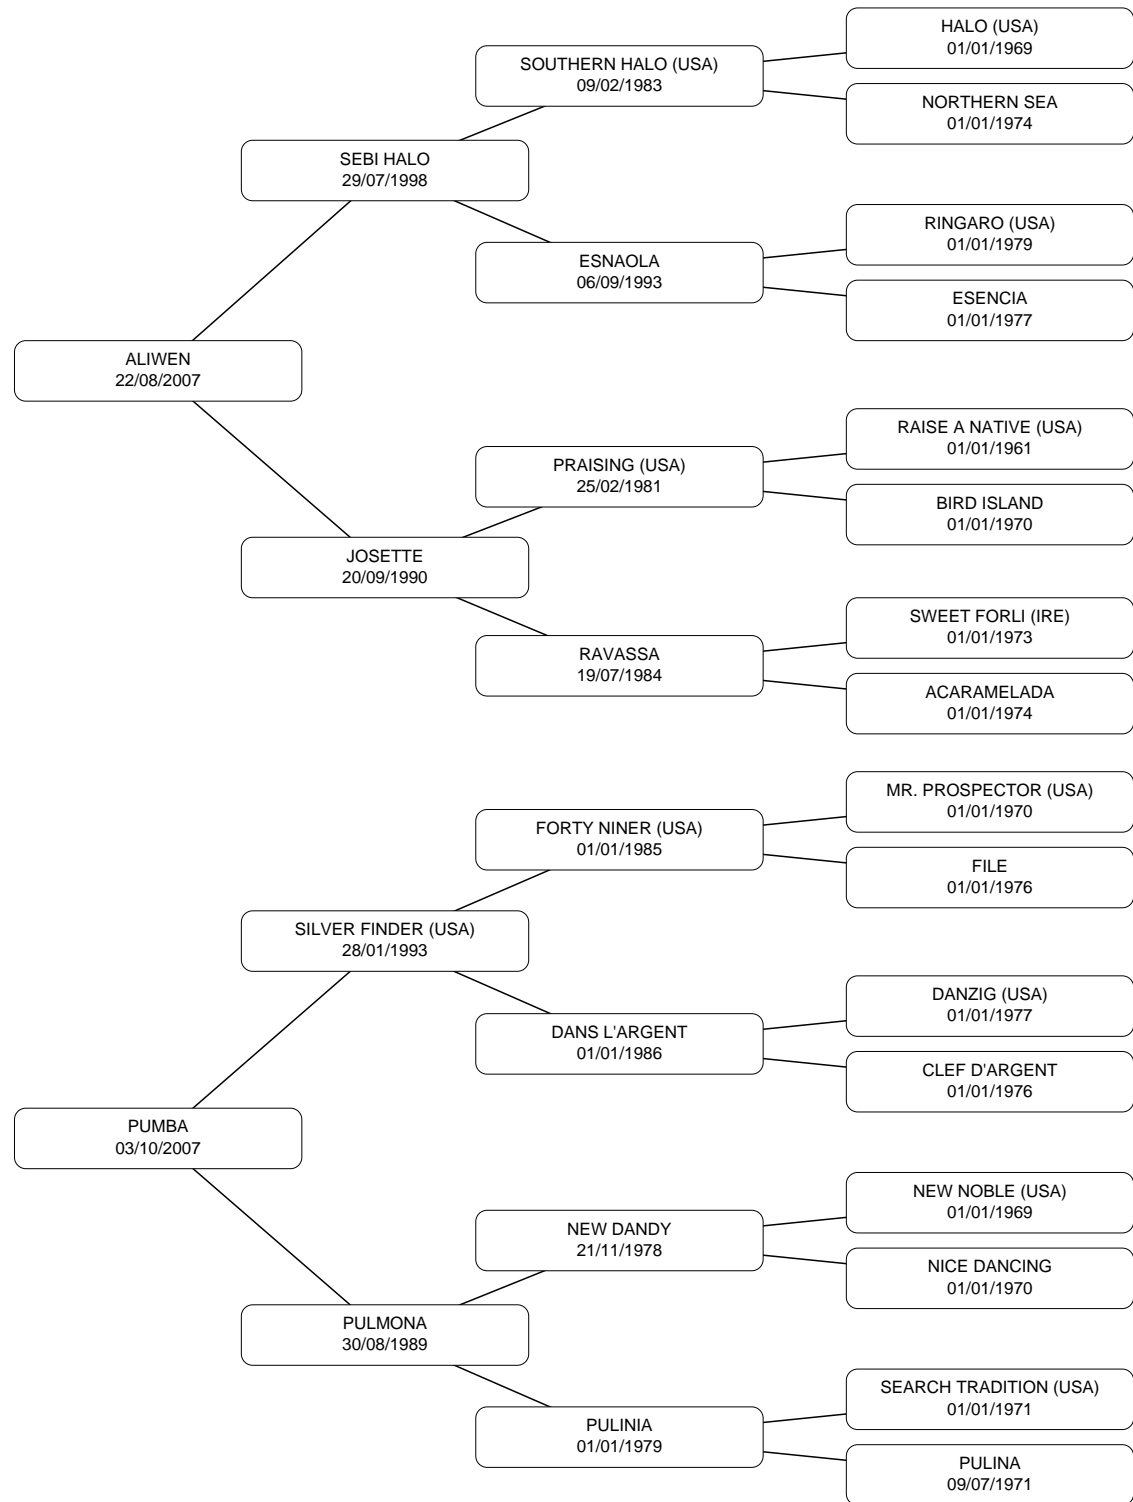 HALO (USA)
01/01/1969
SOUTHERN HALO (USA)
09/02/1983
NORTHERN SEA
01/01/1974
SEBI HALO
29/07/1998
RINGARO (USA)
01/01/1979
ESNAOLA
06/09/1993
ESENCIA
01/01/1977
ALIWEN
22/08/2007
RAISE A NATIVE (USA)
01/01/1961
PRAISING (USA)
25/02/1981
BIRD ISLAND
01/01/1970
JOSETTE
20/09/1990
SWEET FORLI (IRE)
01/01/1973
RAVASSA
19/07/1984
ACARAMELADA
01/01/1974
MR. PROSPECTOR (USA)
01/01/1970
FORTY NINER (USA)
01/01/1985
FILE
01/01/1976
SILVER FINDER (USA)
28/01/1993
DANZIG (USA)
01/01/1977
DANS L'ARGENT
01/01/1986
CLEF D'ARGENT
01/01/1976
PUMBA
03/10/2007
NEW NOBLE (USA)
01/01/1969
NEW DANDY
21/11/1978
NICE DANCING
01/01/1970
PULMONA
30/08/1989
SEARCH TRADITION (USA)
01/01/1971
PULINIA
01/01/1979
PULINA
09/07/1971